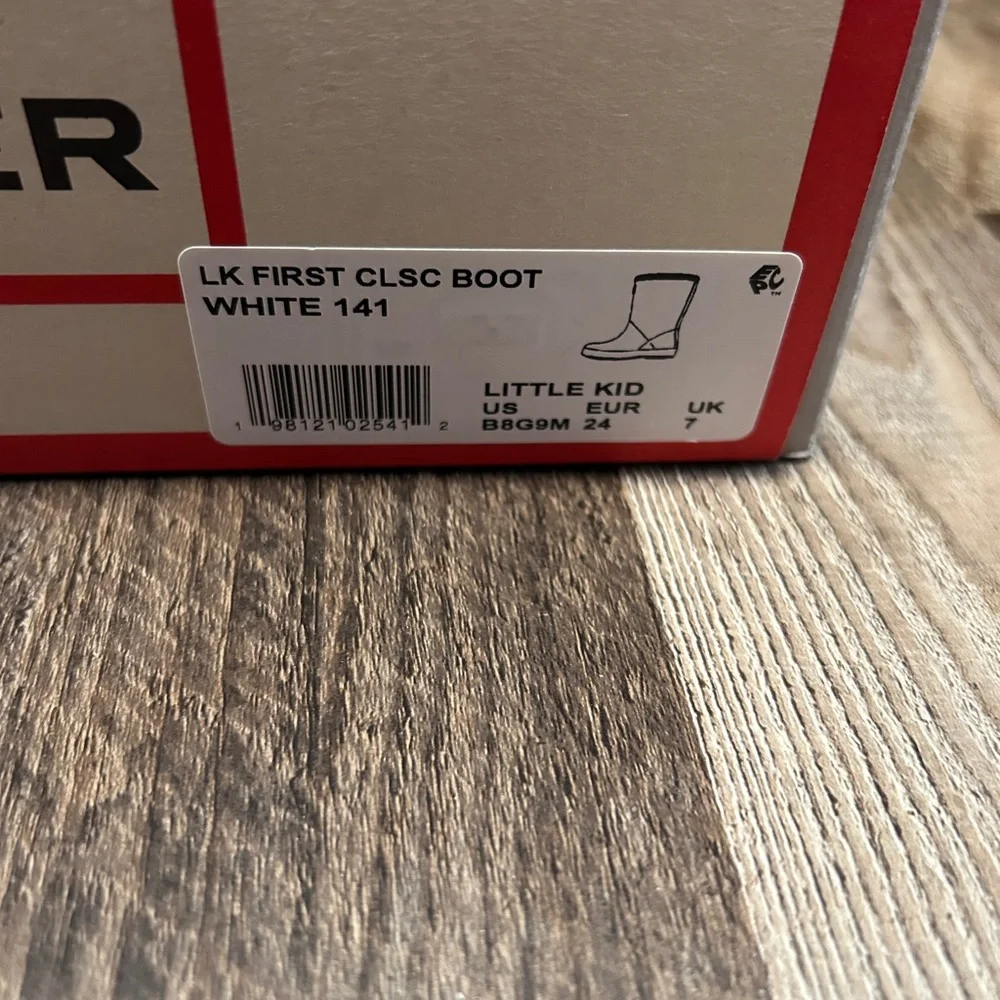 ER
LK FIRST CLSC BOOT
WHITE 141
LITTLE KID
US EUR UK
B8G9M 24 7
1 98121 02541 2